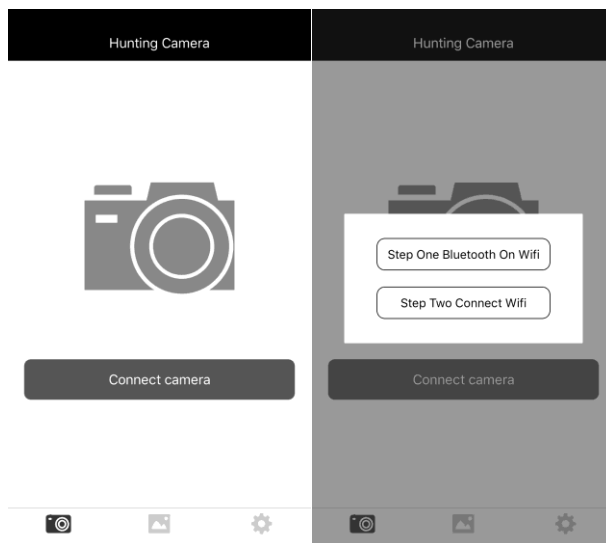 Hunting Camera
Connect camera
Hunting Camera
Step One Bluetooth On Wifi
Step Two Connect Wifi
Connect camera